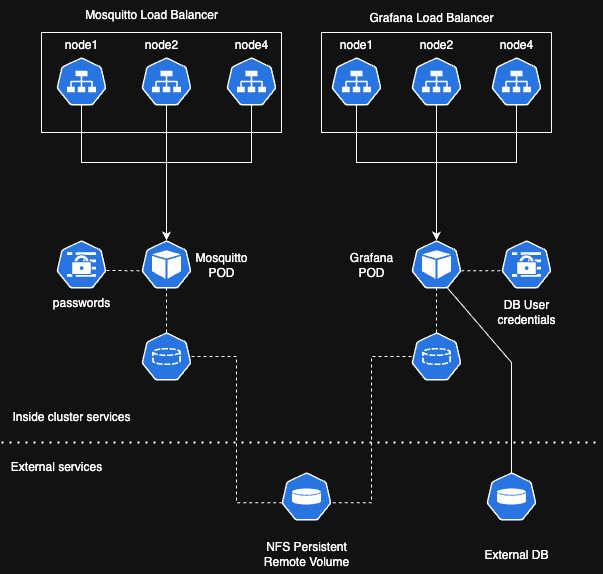 Mosquitto Load Balancer
Grafana Load Balancer
node1
node2
node4
node1
node2
node4
Mosquitto
POD
Grafana
POD
passwords
DB User
credentials
Inside cluster services
External services
NFS Persistent
Remote Volume
External DB